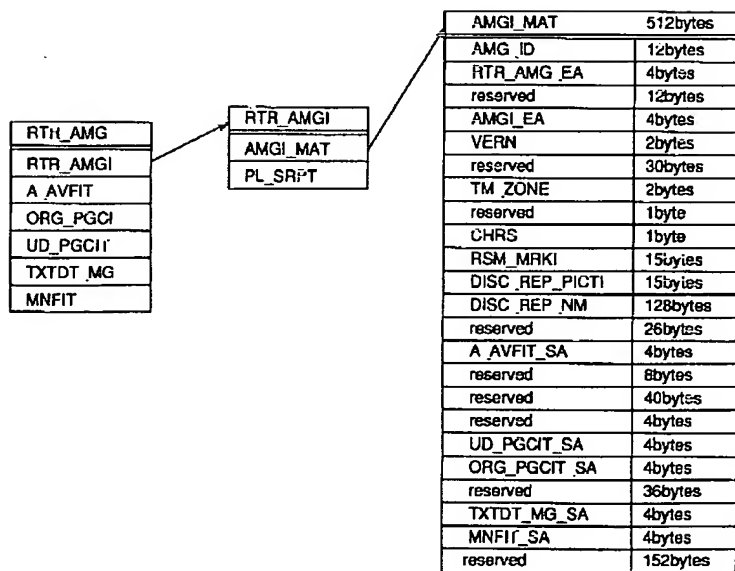 AMGI_MAT 512bytes
AMG_ID 12bytes
RTR_AMG_EA 4bytes
reserved 12bytes
AMGI_EA 4bytes
VERN 2bytes
reserved 30bytes
TM_ZONE 2bytes
reserved 1byte
CHRS 1byte
RSM_MRKI 15bytes
DISC_REP_PICTI 15bytes
DISC_REP_NM 128bytes
reserved 26bytes
A_AVFIT_SA 4bytes
reserved 8bytes
reserved 40bytes
reserved 4bytes
UD_PGCIT_SA 4bytes
ORG_PGCIT_SA 4bytes
reserved 36bytes
TXTDT_MG_SA 4bytes
MNFIT_SA 4bytes
reserved 152bytes
RTR_AMGI
AMGI_MAT
PL_SRPT
RTR_AMG
RTR_AMGI
A_AVFIT
ORG_PGCI
UD_PGCIT
TXTDT_MG
MNFIT